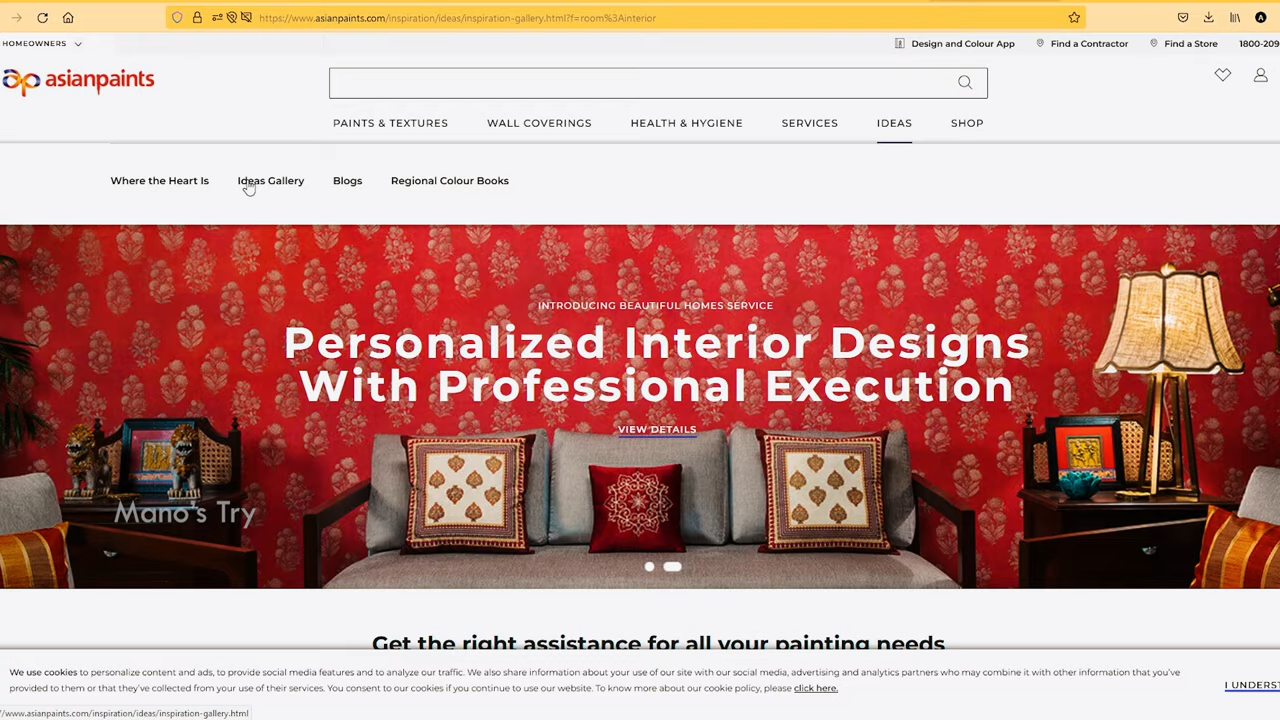 https://www.asianpaints.com/inspiration/ideas/inspiration-gallery.html?f=room%3Ainterior
HOMEOWNERS
Design and Colour App
Find a Contractor
Find a Store
1800-209
asianpaints
PAINTS & TEXTURES
WALL COVERINGS
HEALTH & HYGIENE
SERVICES
IDEAS
SHOP
Where the Heart Is
Ideas Gallery
Blogs
Regional Colour Books
INTRODUCING BEAUTIFUL HOMES SERVICE
Personalized Interior Designs
With Professional Execution
VIEW DETAILS
Mano's Try
Get the right assistance for all your painting needs
We use cookies to personalize content and ads, to provide social media features and to analyze our traffic. We also share information about your use of our site with our social media, advertising and analytics partners who may combine it with other information that you've
provided to them or that they've collected from your use of their services. You consent to our cookies if you continue to use our website. To know more about our cookie policy, please click here.
I UNDERST
//www.asianpaints.com/inspiration/ideas/inspiration-gallery.html